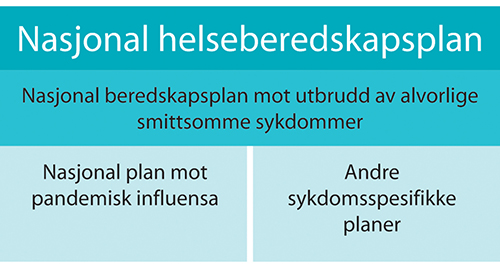 Nasjonal helseberedskapsplan
Nasjonal beredskapsplan mot utbrudd av alvorlige
smittsomme sykdommer
Nasjonal plan mot
pandemisk influensa
Andre
sykdomsspesifikke
planer